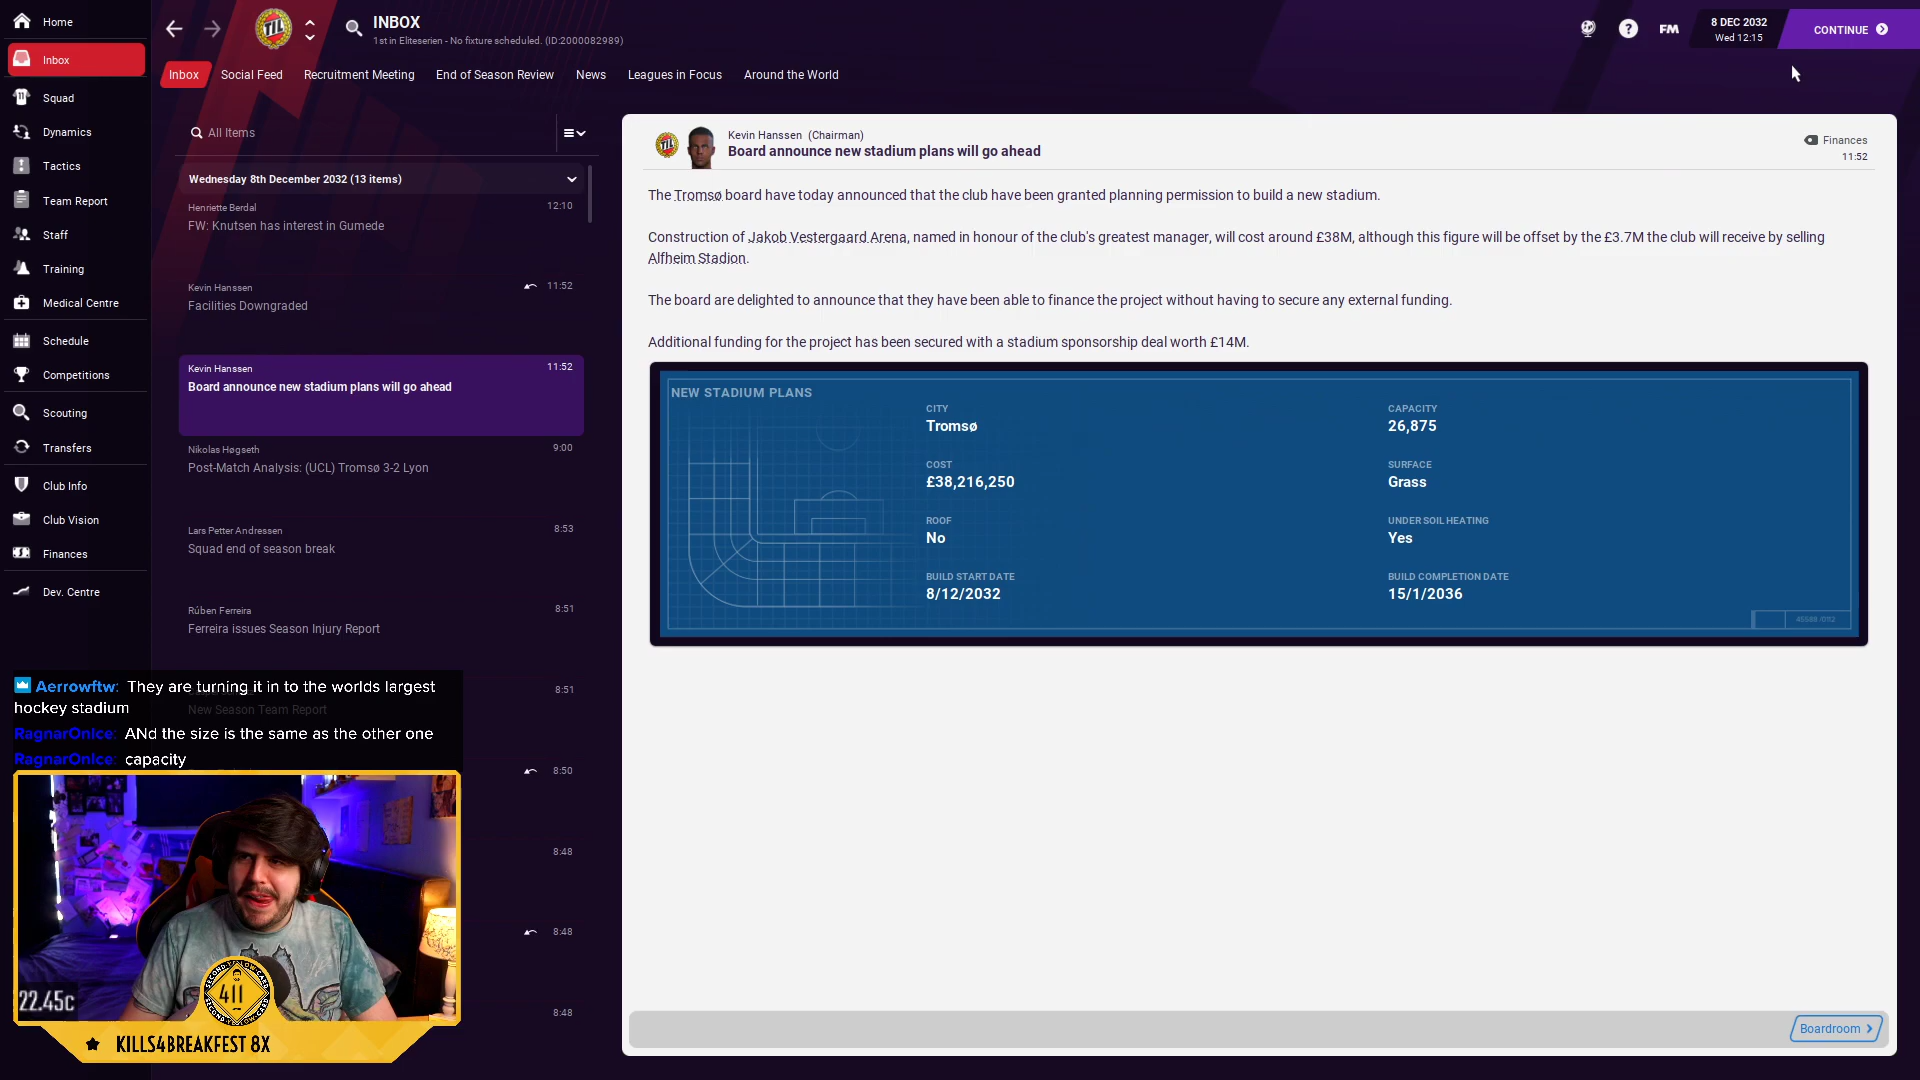 Home
Inbox
Squad
Dynamics
Tactics
Team Report
Staff
Training
Medical Centre
Schedule
Competitions
Scouting
Transfers
Club Info
Club Vision
Finances
Dev. Centre
TIL
INBOX
1st in Eliteserien - No fixture scheduled. (ID:2000082989)
? FM
8 DEC 2032
Wed 12:15
CONTINUE
Inbox Social Feed Recruitment Meeting End of Season Review News Leagues in Focus Around the World
All Items
Wednesday 8th December 2032 (13 items)
Henriette Berdal 12:10
FW: Knutsen has interest in Gumede
Kevin Hanssen 11:52
Facilities Downgraded
Kevin Hanssen 11:52
Board announce new stadium plans will go ahead
Nikolas Høgseth 9:00
Post-Match Analysis: (UCL) Tromsø 3-2 Lyon
Lars Petter Andressen 8:53
Squad end of season break
Rúben Ferreira 8:51
Ferreira issues Season Injury Report
8:51
New Season Team Report
8:50
8:48
8:48
8:48
TIL
Kevin Hanssen (Chairman)
Board announce new stadium plans will go ahead
Finances
11:52
The Tromsø board have today announced that the club have been granted planning permission to build a new stadium.
Construction of Jakob Vestergaard Arena, named in honour of the club's greatest manager, will cost around £38M, although this figure will be offset by the £3.7M the club will receive by selling
Alfheim Stadion.
The board are delighted to announce that they have been able to finance the project without having to secure any external funding.
Additional funding for the project has been secured with a stadium sponsorship deal worth £14M.
NEW STADIUM PLANS
CITY
Tromsø
CAPACITY
26,875
COST
£38,216,250
SURFACE
Grass
ROOF
No
UNDER SOIL HEATING
Yes
BUILD START DATE
8/12/2032
BUILD COMPLETION DATE
15/1/2036
45588 /0112
Boardroom
Aerrowftw: They are turning it in to the worlds largest
hockey stadium
RagnarOnIce: ANd the size is the same as the other one
RagnarOnIce: capacity
22.45c
SECOND YELLOW CARD
411
KILLS4BREAKFEST 8X